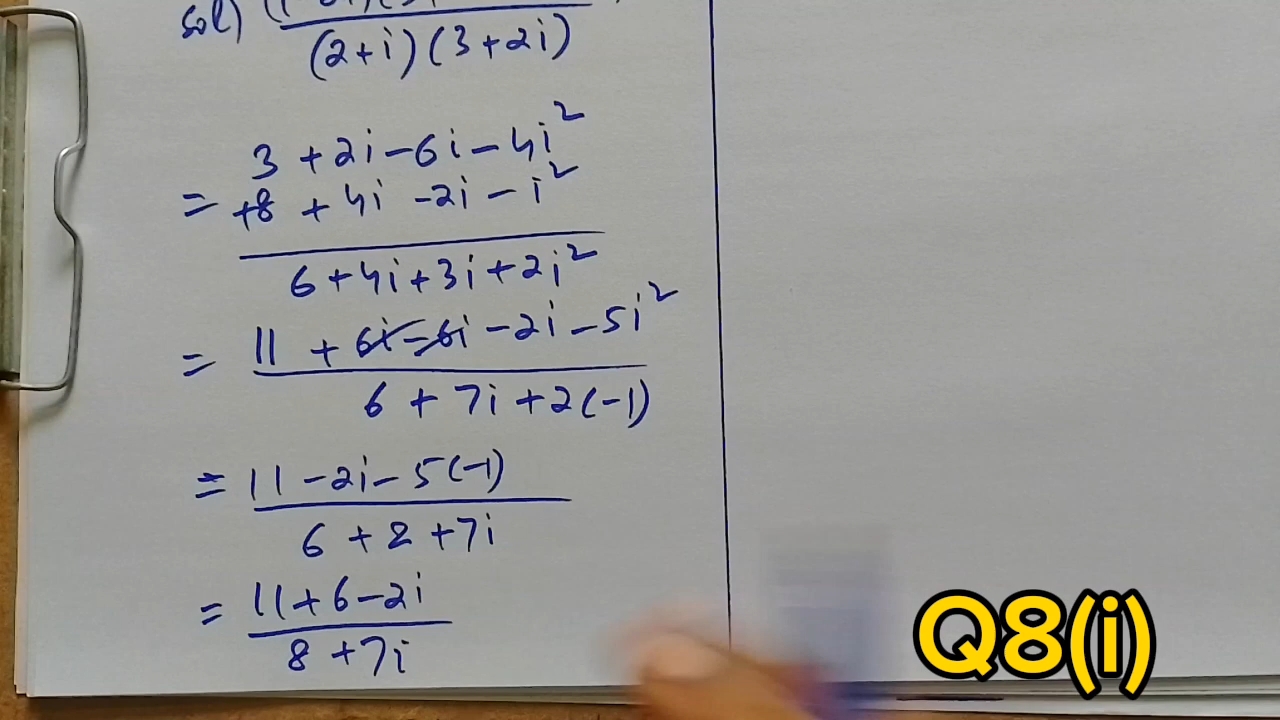 sol)
(2+i)(3+2i)
3 +2i-6i-4i²
= +8 + 4i -2i - i²
6+4i+3i+2i²
= 11 + 6i-6i -2i -5i²
6 + 7i +2(-1)
= 11 -2i- 5(-1)
6 +2 +7i
= 11+6-2i
8 +7i
Q8(i)